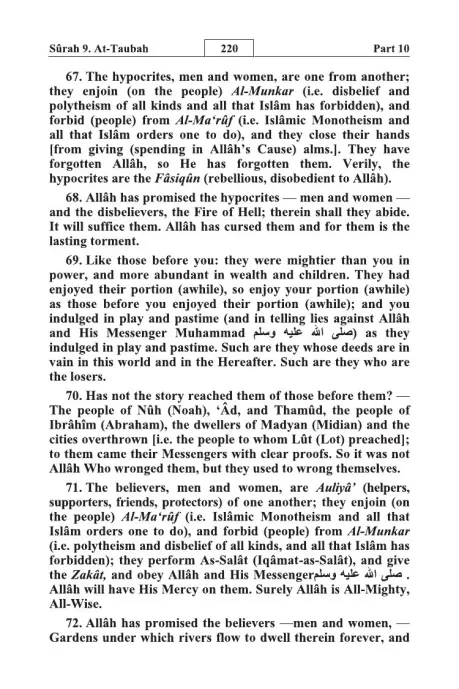 Sûrah 9. At-Taubah 220 Part 10
67. The hypocrites, men and women, are one from another;
they enjoin (on the people) Al-Munkar (i.e. disbelief and
polytheism of all kinds and all that Islâm has forbidden), and
forbid (people) from Al-Ma‘rûf (i.e. Islâmic Monotheism and
all that Islâm orders one to do), and they close their hands
[from giving (spending in Allâh’s Cause) alms.]. They have
forgotten Allâh, so He has forgotten them. Verily, the
hypocrites are the Fâsiqûn (rebellious, disobedient to Allâh).
68. Allâh has promised the hypocrites — men and women —
and the disbelievers, the Fire of Hell; therein shall they abide.
It will suffice them. Allâh has cursed them and for them is the
lasting torment.
69. Like those before you: they were mightier than you in
power, and more abundant in wealth and children. They had
enjoyed their portion (awhile), so enjoy your portion (awhile)
as those before you enjoyed their portion (awhile); and you
indulged in play and pastime (and in telling lies against Allâh
and His Messenger Muhammad صلى الله عليه وسلم) as they
indulged in play and pastime. Such are they whose deeds are in
vain in this world and in the Hereafter. Such are they who are
the losers.
70. Has not the story reached them of those before them? —
The people of Nûh (Noah), ‘Âd, and Thamûd, the people of
Ibrâhîm (Abraham), the dwellers of Madyan (Midian) and the
cities overthrown [i.e. the people to whom Lût (Lot) preached];
to them came their Messengers with clear proofs. So it was not
Allâh Who wronged them, but they used to wrong themselves.
71. The believers, men and women, are Auliyâ’ (helpers,
supporters, friends, protectors) of one another; they enjoin (on
the people) Al-Ma‘rûf (i.e. Islâmic Monotheism and all that
Islâm orders one to do), and forbid (people) from Al-Munkar
(i.e. polytheism and disbelief of all kinds, and all that Islâm has
forbidden); they perform As-Salât (Iqâmat-as-Salât), and give
the Zakât, and obey Allâh and His Messenger صلى الله عليه وسلم .
Allâh will have His Mercy on them. Surely Allâh is All-Mighty,
All-Wise.
72. Allâh has promised the believers —men and women, —
Gardens under which rivers flow to dwell therein forever, and